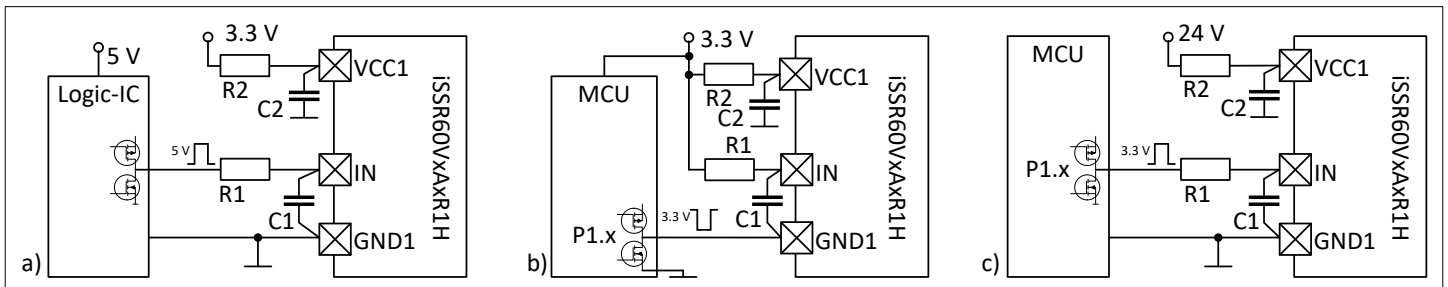 5 V
3.3 V
Logic-IC
R2
VCC1
C2
5 V
R1
IN
C1
GND1
iSSR60VxAxR1H
a)
3.3 V
MCU
R2
VCC1
C2
R1
IN
C1
P1.x
3.3 V
GND1
iSSR60VxAxR1H
b)
MCU
24 V
R2
VCC1
C2
P1.x
3.3 V
R1
IN
C1
GND1
iSSR60VxAxR1H
c)